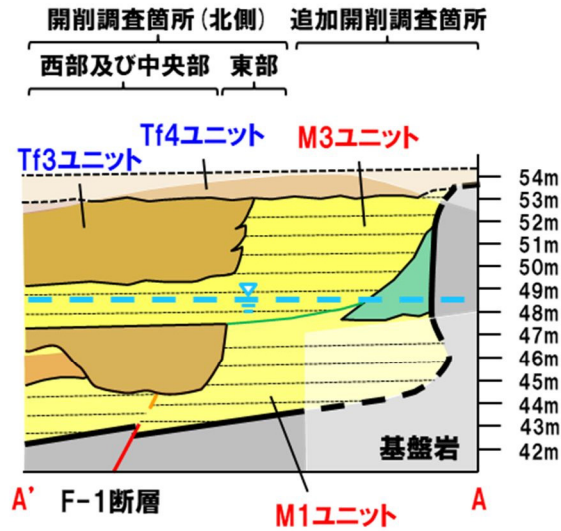 開削調査箇所(北側)
追加開削調査箇所
西部及び中央部
東部
Tf3ユニット
Tf4ユニット
M3ユニット
54m
53m
52m
51m
50m
49m
48m
47m
46m
45m
44m
43m
42m
基盤岩
A'
F-1断層
M1ユニット
A